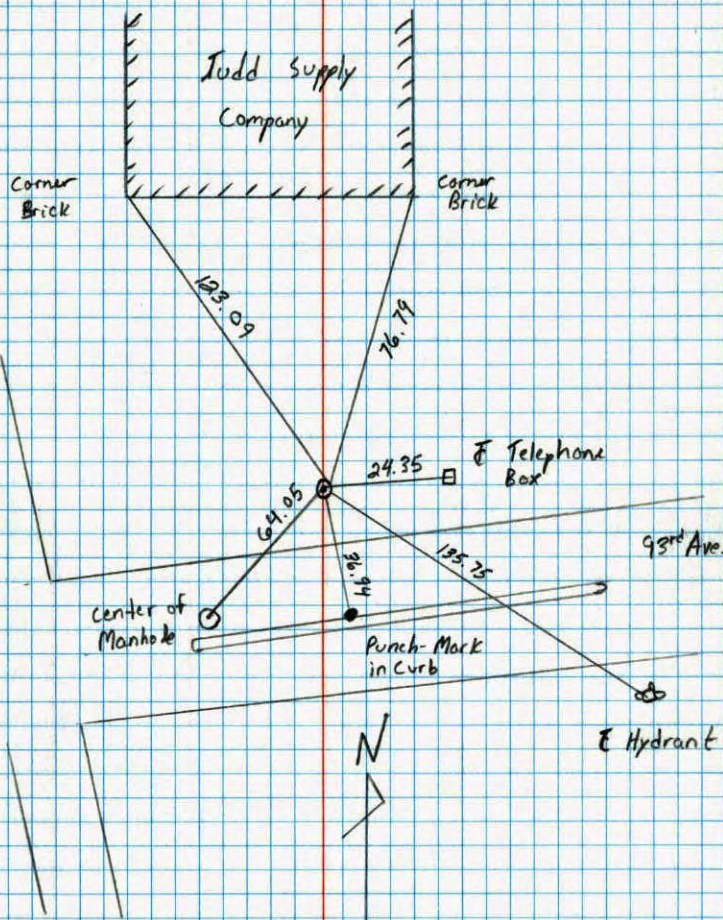 Judd Supply
Company
Corner
Brick
Corner
Brick
123.09
76.79
24.35
℄ Telephone
Box
64.05
36.94
135.75
93rd Ave.
Center of
Manhole
Punch-Mark
in Curb
N
℄ Hydrant